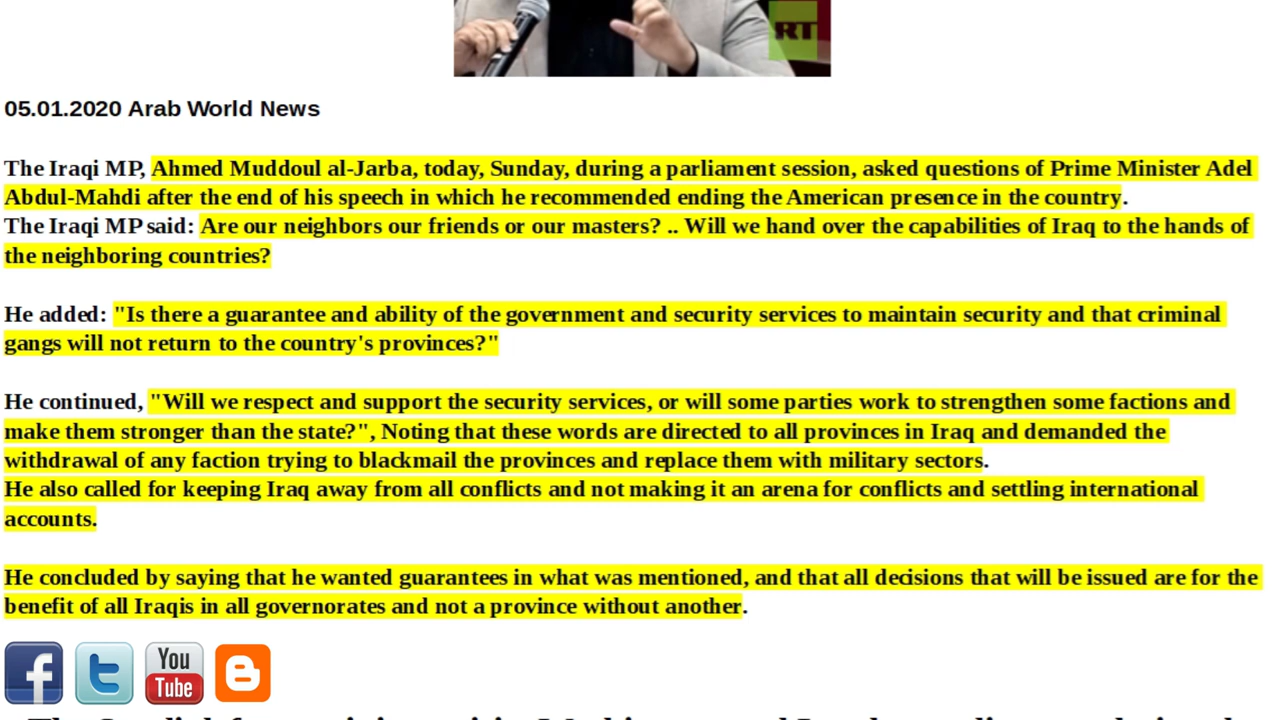 RT
05.01.2020 Arab World News
The Iraqi MP, Ahmed Muddoul al-Jarba, today, Sunday, during a parliament session, asked questions of Prime Minister Adel
Abdul-Mahdi after the end of his speech in which he recommended ending the American presence in the country.
The Iraqi MP said: Are our neighbors our friends or our masters? .. Will we hand over the capabilities of Iraq to the hands of
the neighboring countries?
He added: "Is there a guarantee and ability of the government and security services to maintain security and that criminal
gangs will not return to the country's provinces?"
He continued, "Will we respect and support the security services, or will some parties work to strengthen some factions and
make them stronger than the state?", Noting that these words are directed to all provinces in Iraq and demanded the
withdrawal of any faction trying to blackmail the provinces and replace them with military sectors.
He also called for keeping Iraq away from all conflicts and not making it an arena for conflicts and settling international
accounts.
He concluded by saying that he wanted guarantees in what was mentioned, and that all decisions that will be issued are for the
benefit of all Iraqis in all governorates and not a province without another.
You
Tube